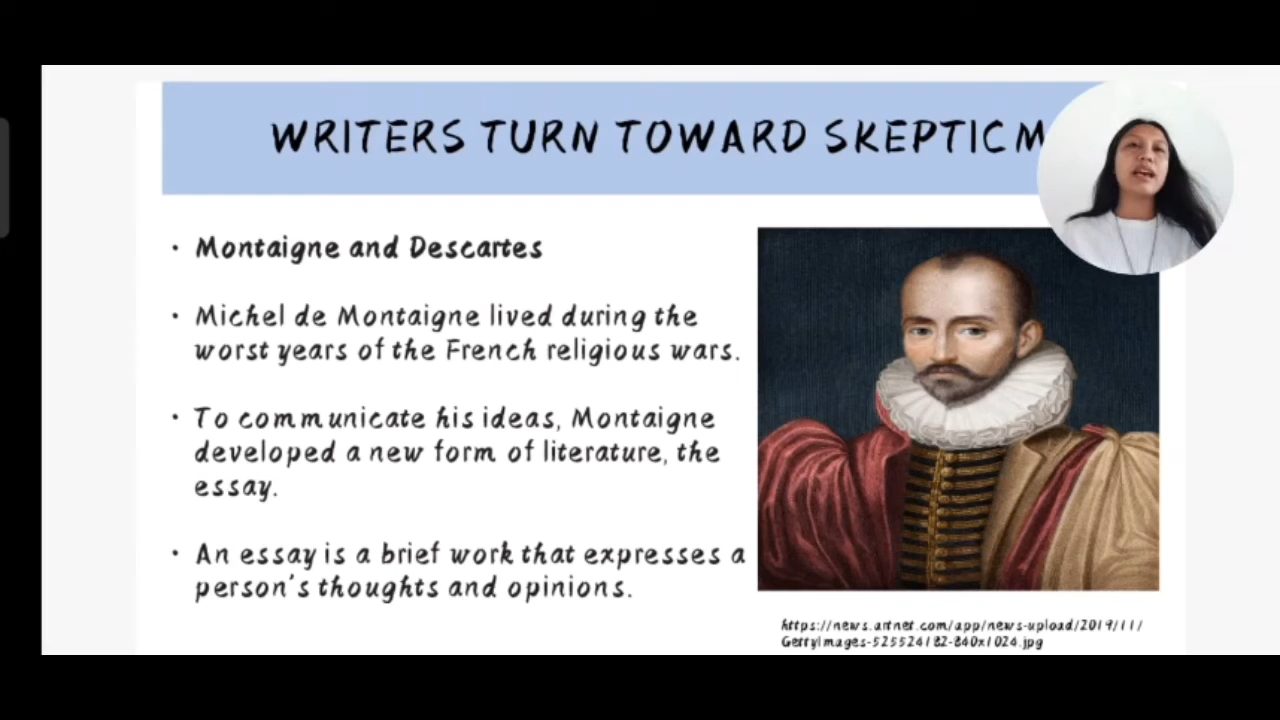 WRITERS TURN TOWARD SKEPTICM
• Montaigne and Descartes
• Michel de Montaigne lived during the
worst years of the French religious wars.
• To communicate his ideas, Montaigne
developed a new form of literature, the
essay.
• An essay is a brief work that expresses a
person's thoughts and opinions.
https://news.artnet.com/app/news-upload/2019/11/
GettyImages-525524182-840x1024.jpg